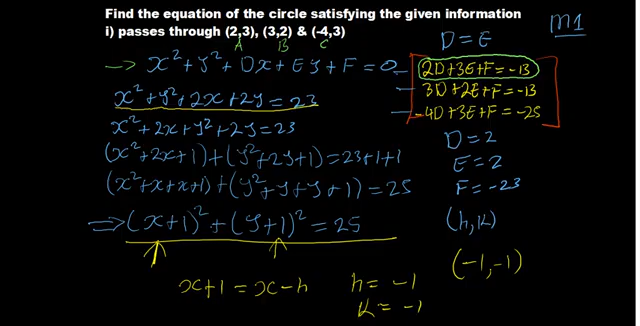 Find the equation of the circle satisfying the given information
i) passes through (2,3), (3,2) & (-4,3)
A B C
→ x² + y² + Dx + Ey + F = 0
x² + y² + 2x + 2y = 23
x² + 2x + y² + 2y = 23
(x² + 2x + 1) + (y² + 2y + 1) = 23 + 1 + 1
(x² + x + x + 1) + (y² + y + y + 1) = 25
⇒ (x + 1)² + (y + 1)² = 25
x + 1 = x - h
h = -1
k = -1
M1
D = E
2D + 3E + F = -13
3D + 2E + F = -13
-4D + 3E + F = -25
D = 2
E = 2
F = -23
(h, k)
(-1, -1)